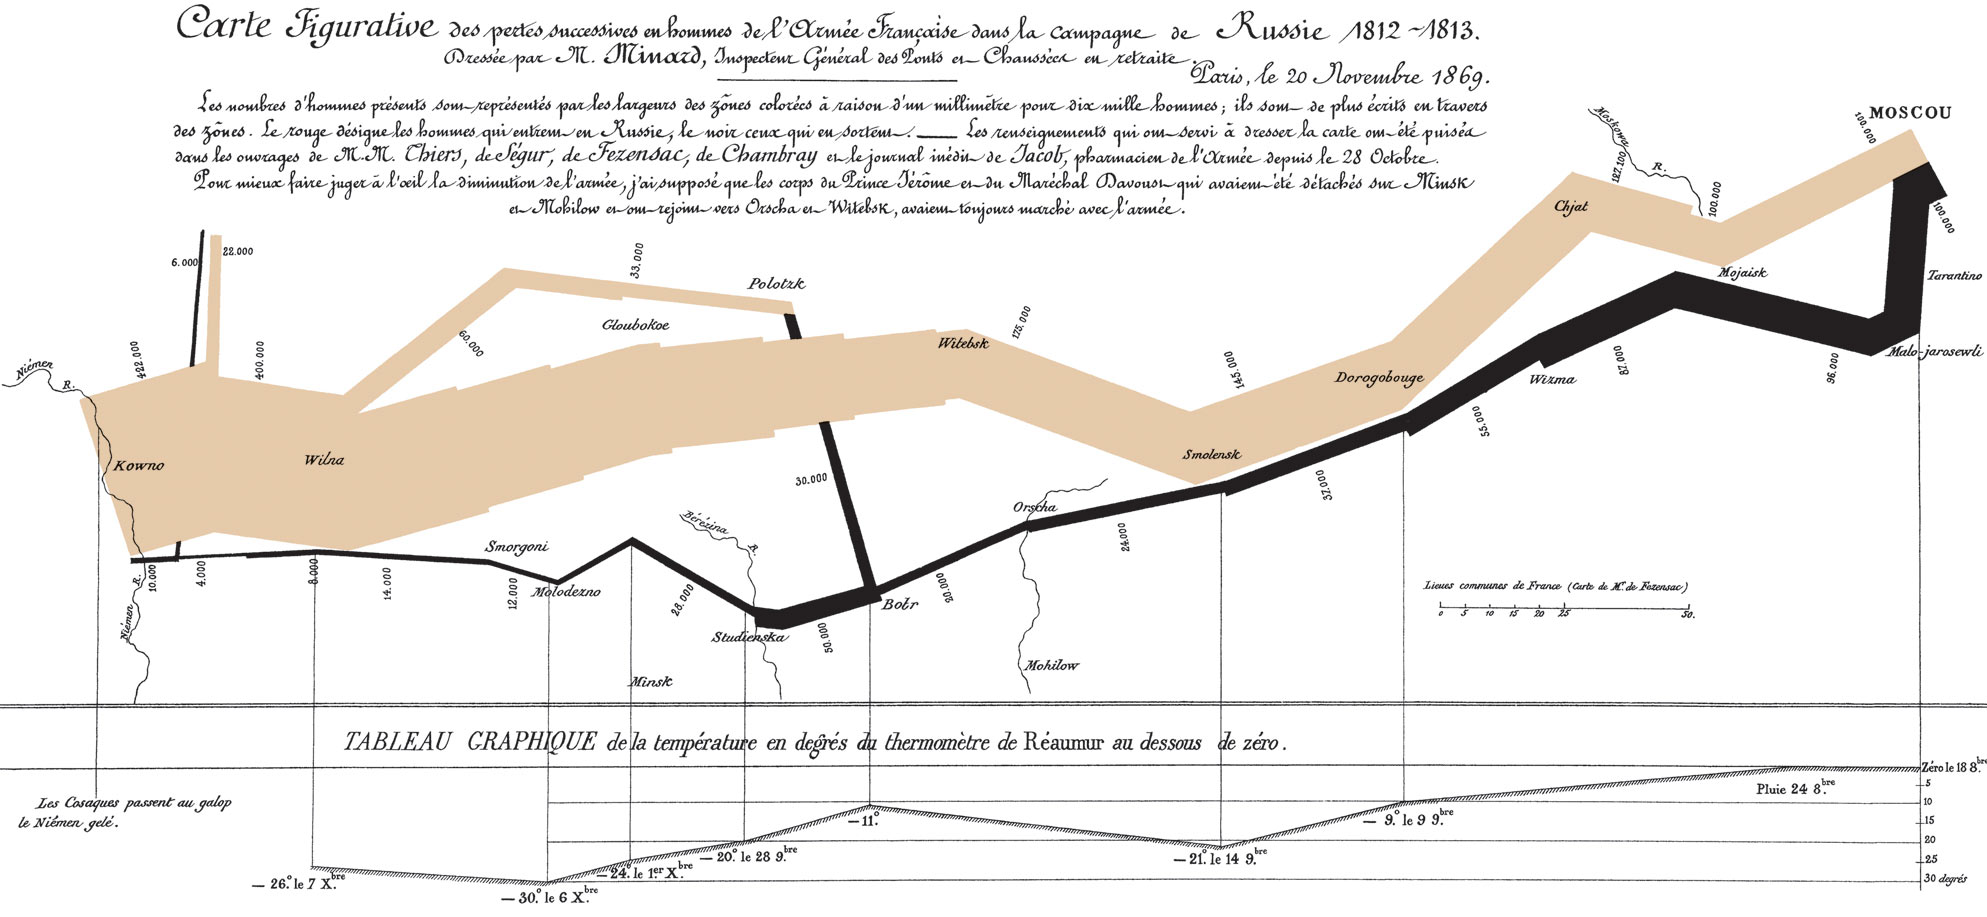 Carte Figurative des pertes successives en hommes de l'Armée Française dans la campagne de Russie 1812~1813.
Dressée par M. Minard, Inspecteur Général des Ponts et Chaussées en retraite.
Paris, le 20 Novembre 1869.
Les nombres d'hommes présents sont représentés par les largeurs des zônes colorées à raison d'un millimètre pour dix mille hommes; ils sont de plus écrits en travers
des zônes. Le rouge désigne les hommes qui entrent en Russie, le noir ceux qui en sortent. — Les renseignements qui ont servi à dresser la carte ont été puisés
dans les ouvrages de M.M. Thiers, de Ségur, de Fezensac, de Chambray et le journal inédit de Jacob, pharmacien de l'Armée depuis le 28 Octobre.
Pour mieux faire juger à l'œil la diminution de l'armée, j'ai supposé que les corps du Prince Jérôme et du Maréchal Davoust qui avaient été détachés sur Minsk
et Mohilow et ont rejoint vers Orscha et Witebsk, avaient toujours marché avec l'armée.
MOSCOU
100.000
Moskowa R.
127.100
100.000
Chjat
100.000
Mojaisk
Tarantino
6.000
22.000
33.000
Polotzk
Gloubokoe
60.000
175.000
Witebsk
422.000
400.000
Niémen R.
145.000
Dorogobouge
Wizma
82.000
96.000
Malo-jarosewli
55.000
Kowno
Wilna
Smolensk
30.000
37.000
Orscha
24.000
Bérézina R.
Smorgoni
10.000
4.000
8.000
14.000
12.000
Molodezno
28.000
20.000
Botr
Studienska
50.000
Niémen R.
Minsk
Mohilow
Lieues communes de France (Carte de Mr. de Fezensac)
0 5 10 15 20 25 50.
TABLEAU GRAPHIQUE de la température en degrés du thermomètre de Réaumur au dessous de zéro.
Zéro le 18 8.bre
5
Pluie 24 8.bre
10
15
20
25
30 degrés
Les Cosaques passent au galop
le Niémen gelé.
— 26.° le 7 X.bre
— 30.° le 6 X.bre
— 24.° le 1.er X.bre
— 20.° le 28 9.bre
— 11.°
— 21.° le 14 9.bre
— 9.° le 9 9.bre